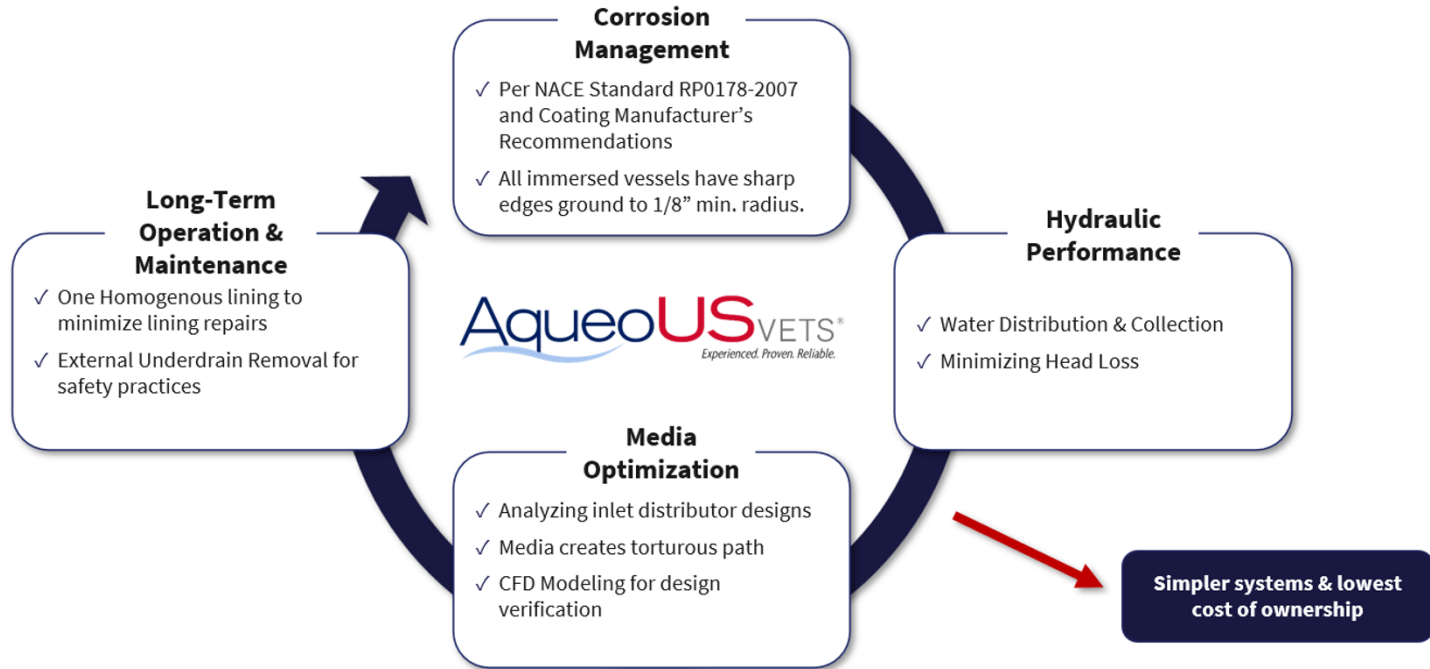 Corrosion
Management
✓ Per NACE Standard RP0178-2007
and Coating Manufacturer's
Recommendations
✓ All immersed vessels have sharp
edges ground to 1/8” min. radius.
Hydraulic
Performance
✓ Water Distribution & Collection
✓ Minimizing Head Loss
Media
Optimization
✓ Analyzing inlet distributor designs
✓ Media creates torturous path
✓ CFD Modeling for design
verification
Long-Term
Operation &
Maintenance
✓ One Homogenous lining to
minimize lining repairs
✓ External Underdrain Removal for
safety practices
AqueoUS VETS®
Experienced. Proven. Reliable.
Simpler systems & lowest
cost of ownership